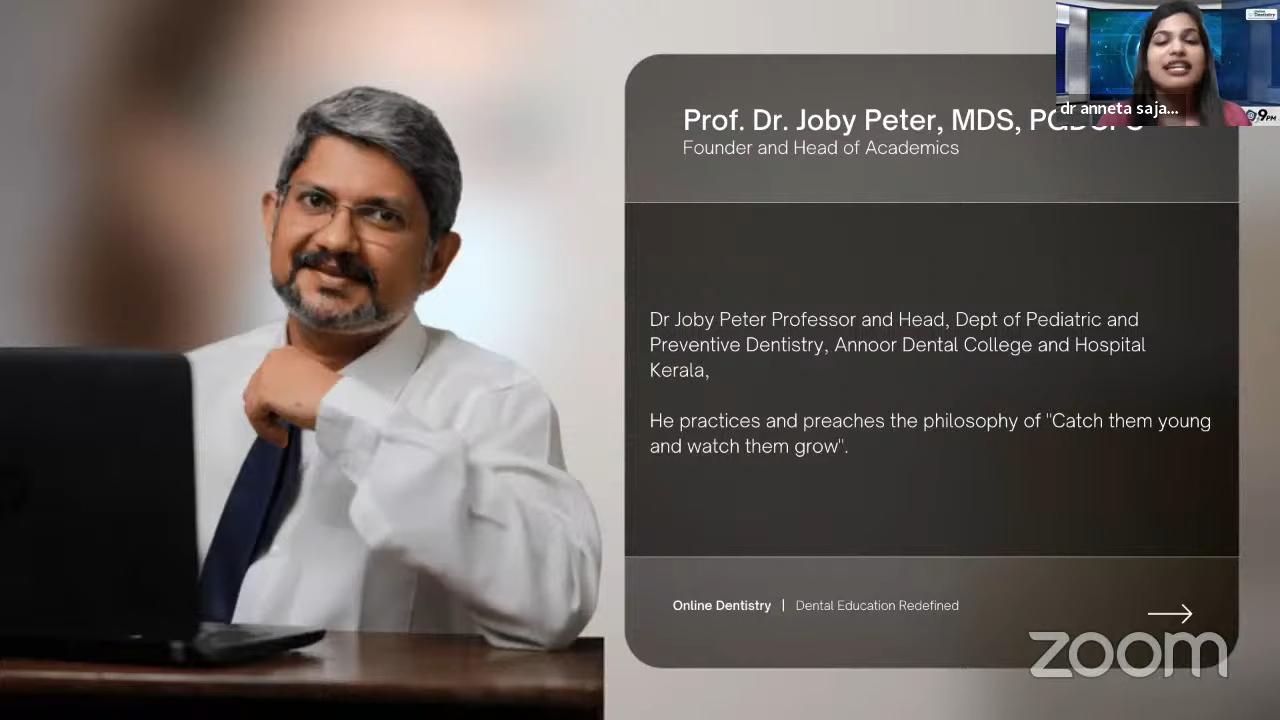 Prof. Dr. Joby Peter, MDS,
Founder and Head of Academics
dr anneta saja...
9PM
Dr Joby Peter Professor and Head, Dept of Pediatric and
Preventive Dentistry, Annoor Dental College and Hospital
Kerala,
He practices and preaches the philosophy of "Catch them young
and watch them grow".
Online Dentistry | Dental Education Redefined
zoom